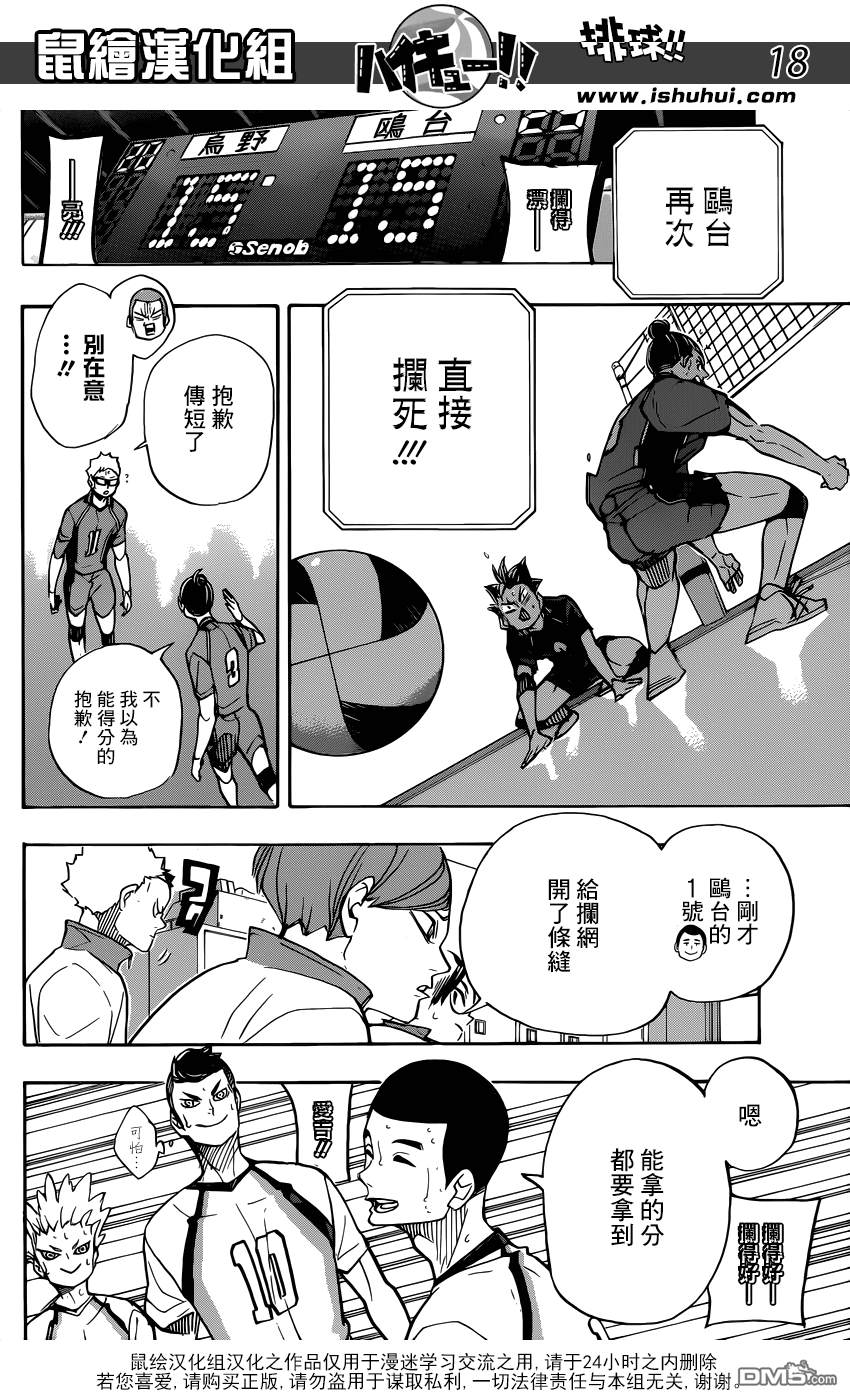 鼠繪漢化組
ハイキュー!!
排球!!
18
www.ishuhui.com
鷗台
再次
攔得
漂——
——亮!!!
烏野
鷗台
15
15
Senoh
直接
攔死!!!
抱歉
傳短了
別在意
…!!
不
我以為
能得分的
抱歉!
11
…剛才
鷗台的
1號
給攔網
開了條縫
嗯
能拿的分
都要拿到
攔得好—
攔得好—
愛吉!!
可怕…
10
鼠绘汉化组汉化之作品仅用于漫迷学习交流之用,请于24小时之内删除
若您喜爱,请购买正版,请勿盗用于谋取私利,一切法律责任与本组无关,谢谢.
DM5.com